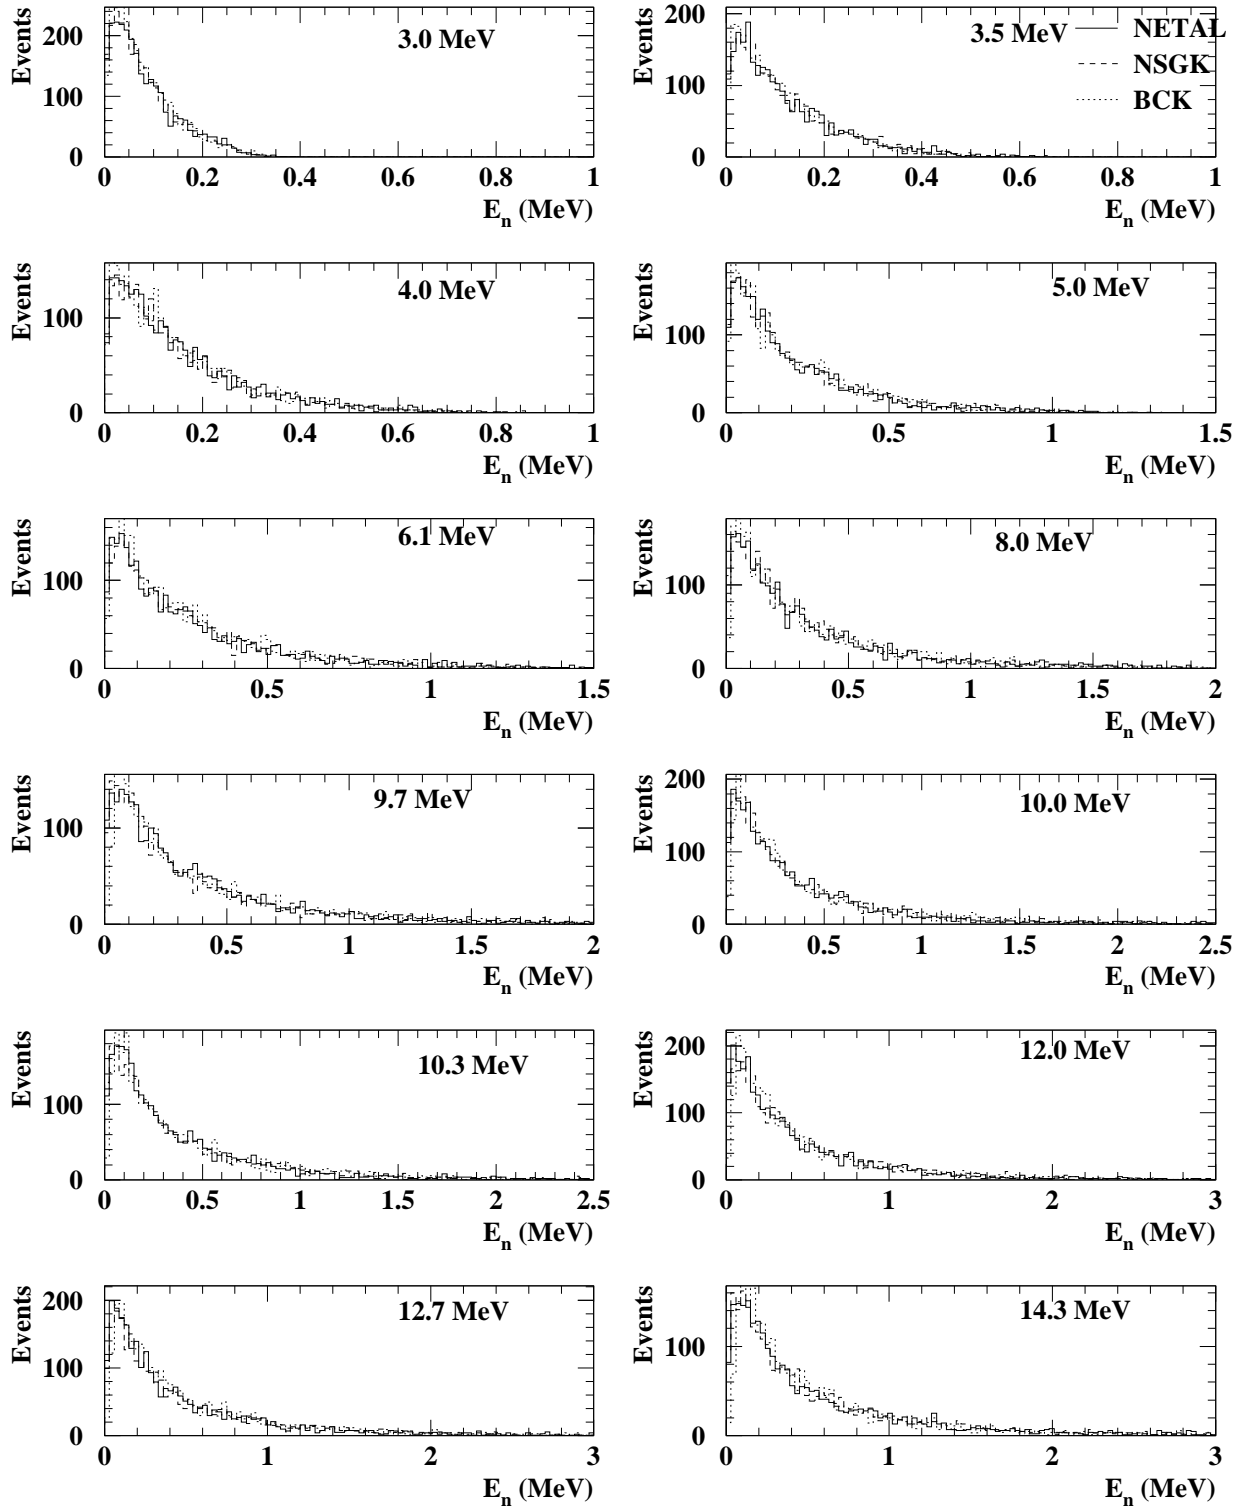 Events
200
100
0
3.0 MeV
0 0.2 0.4 0.6 0.8 1
E_n (MeV)
Events
200
100
0
3.5 MeV
NETAL
NSGK
BCK
0 0.2 0.4 0.6 0.8 1
E_n (MeV)
Events
100
0
4.0 MeV
0 0.2 0.4 0.6 0.8 1
E_n (MeV)
Events
100
0
5.0 MeV
0 0.5 1 1.5
E_n (MeV)
Events
100
0
6.1 MeV
0 0.5 1 1.5
E_n (MeV)
Events
100
0
8.0 MeV
0 0.5 1 1.5 2
E_n (MeV)
Events
100
0
9.7 MeV
0 0.5 1 1.5 2
E_n (MeV)
Events
200
100
0
10.0 MeV
0 0.5 1 1.5 2 2.5
E_n (MeV)
Events
100
0
10.3 MeV
0 0.5 1 1.5 2 2.5
E_n (MeV)
Events
200
100
0
12.0 MeV
0 1 2 3
E_n (MeV)
Events
200
100
0
12.7 MeV
0 1 2 3
E_n (MeV)
Events
100
0
14.3 MeV
0 1 2 3
E_n (MeV)